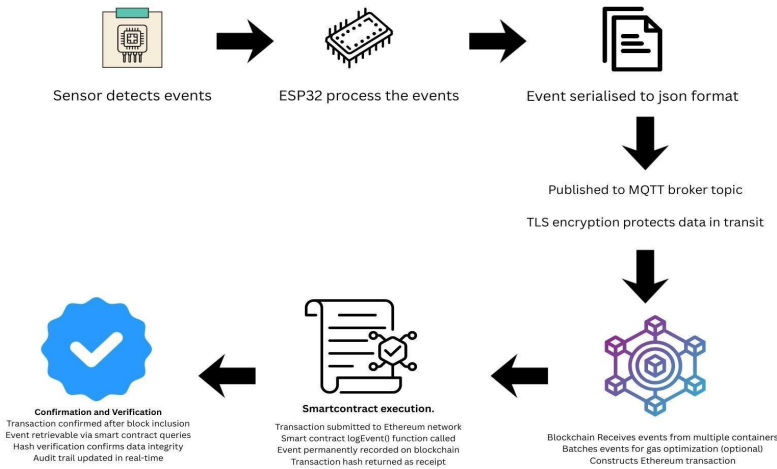 Sensor detects events
ESP32 process the events
Event serialised to json format
Published to MQTT broker topic
TLS encryption protects data in transit
Blockchain Receives events from multiple containers
Batches events for gas optimization (optional)
Constructs Ethereum transaction
Smartcontract execution.
Transaction submitted to Ethereum network
Smart contract logEvent() function called
Event permanently recorded on blockchain
Transaction hash returned as receipt
Confirmation and Verification
Transaction confirmed after block inclusion
Event retrievable via smart contract queries
Hash verification confirms data integrity
Audit trail updated in real-time